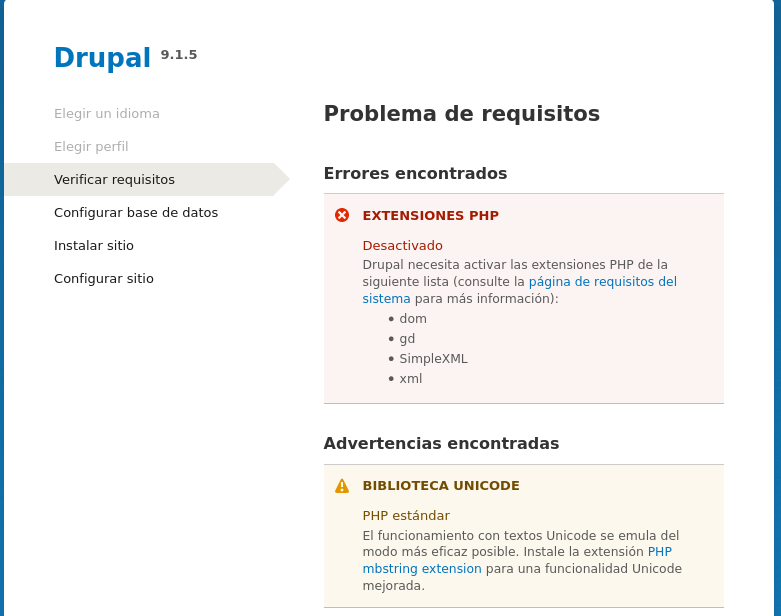 Drupal 9.1.5
Elegir un idioma
Elegir perfil
Verificar requisitos
Configurar base de datos
Instalar sitio
Configurar sitio
Problema de requisitos
Errores encontrados
EXTENSIONES PHP
Desactivado
Drupal necesita activar las extensiones PHP de la
siguiente lista (consulte la página de requisitos del
sistema para más información):
• dom
• gd
• SimpleXML
• xml
Advertencias encontradas
BIBLIOTECA UNICODE
PHP estándar
El funcionamiento con textos Unicode se emula del
modo más eficaz posible. Instale la extensión PHP
mbstring extension para una funcionalidad Unicode
mejorada.